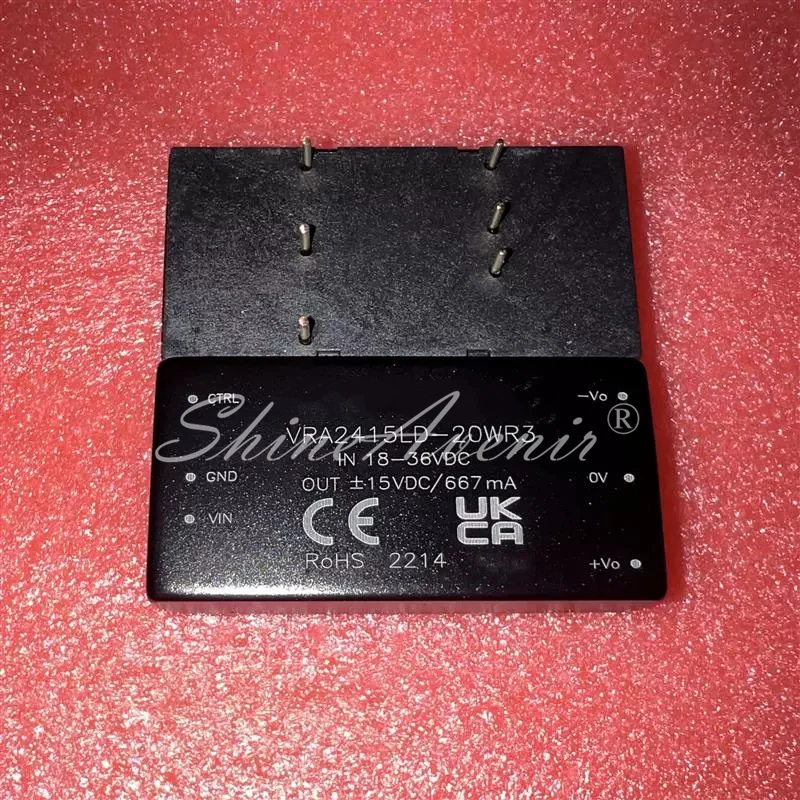 CTRL
−Vo
Shino Avenir ®
VRA2415LD−20WR3
IN 18−36VDC
GND
OUT ±15VDC/667mA
0V
VIN
CE
UK
CA
RoHS 2214
+Vo